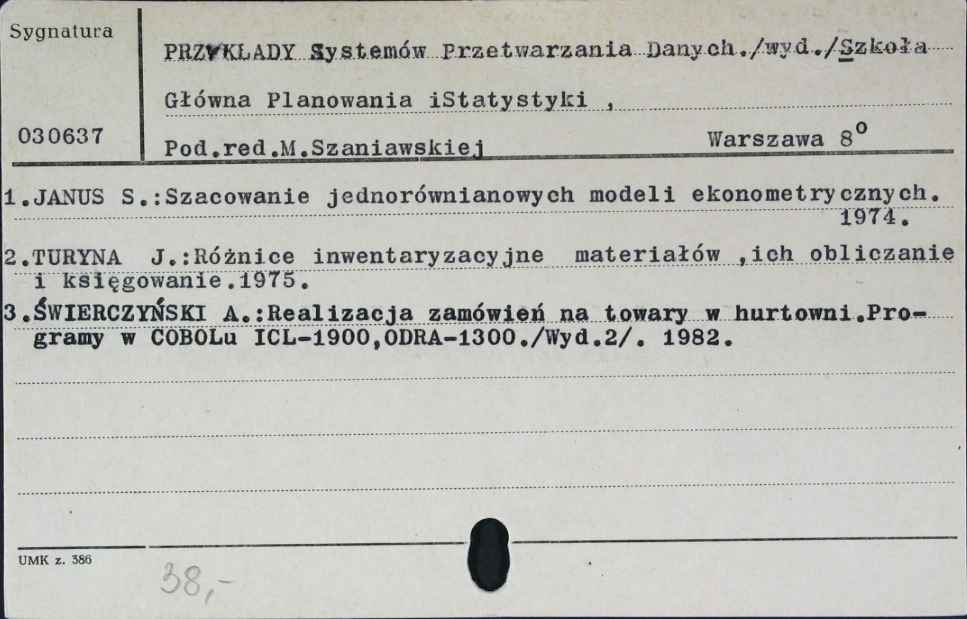 Sygnatura
PRZYKŁADY Systemów Przetwarzania Danych./wyd./Szkoła
Główna Planowania iStatystyki ,
030637
Pod.red.M.Szaniawskiej Warszawa 8⁰
1.JANUS S.:Szacowanie jednorównianowych modeli ekonometrycznych.
1974.
2.TURYNA J.:Różnice inwentaryzacyjne materiałów ,ich obliczanie
i księgowanie.1975.
3.ŚWIERCZYŃSKI A.:Realizacja zamówień na towary w hurtowni.Pro-
gramy w COBOLu ICL-1900,ODRA-1300./Wyd.2/. 1982.
UMK z. 386
38,-